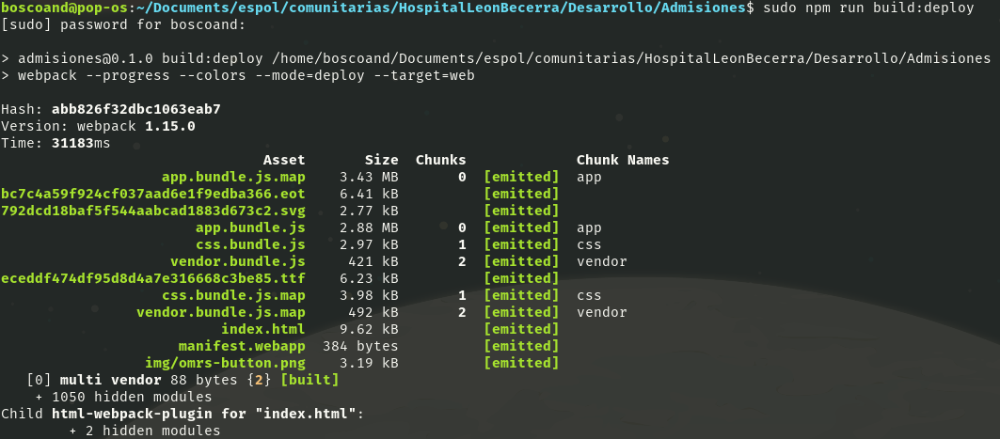 boscoand@pop-os:~/Documents/espol/comunitarias/HospitalLeonBecerra/Desarrollo/Admisiones$ sudo npm run build:deploy
[sudo] password for boscoand:
> admisiones@0.1.0 build:deploy /home/boscoand/Documents/espol/comunitarias/HospitalLeonBecerra/Desarrollo/Admisiones
> webpack --progress --colors --mode=deploy --target=web
Hash: abb826f32dbc1063eab7
Version: webpack 1.15.0
Time: 31183ms
Asset Size Chunks Chunk Names
app.bundle.js.map 3.43 MB 0 [emitted] app
bc7c4a59f924cf037aad6e1f9edba366.eot 6.41 kB [emitted]
792dcd18baf5f544aabcad1883d673c2.svg 2.77 kB [emitted]
app.bundle.js 2.88 MB 0 [emitted] app
css.bundle.js 2.97 kB 1 [emitted] css
vendor.bundle.js 421 kB 2 [emitted] vendor
eceddf474df95d8d4a7e316668c3be85.ttf 6.23 kB [emitted]
css.bundle.js.map 3.98 kB 1 [emitted] css
vendor.bundle.js.map 492 kB 2 [emitted] vendor
index.html 9.62 kB [emitted]
manifest.webapp 384 bytes [emitted]
img/omrs-button.png 3.19 kB [emitted]
[0] multi vendor 88 bytes {2} [built]
+ 1050 hidden modules
Child html-webpack-plugin for "index.html":
+ 2 hidden modules